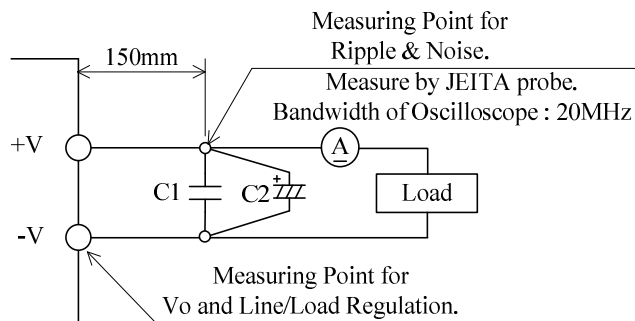 Measuring Point for
Ripple & Noise.
Measure by JEITA probe.
Bandwidth of Oscilloscope : 20MHz
150mm
+V
A
C1
+
C2
Load
-V
Measuring Point for
Vo and Line/Load Regulation.